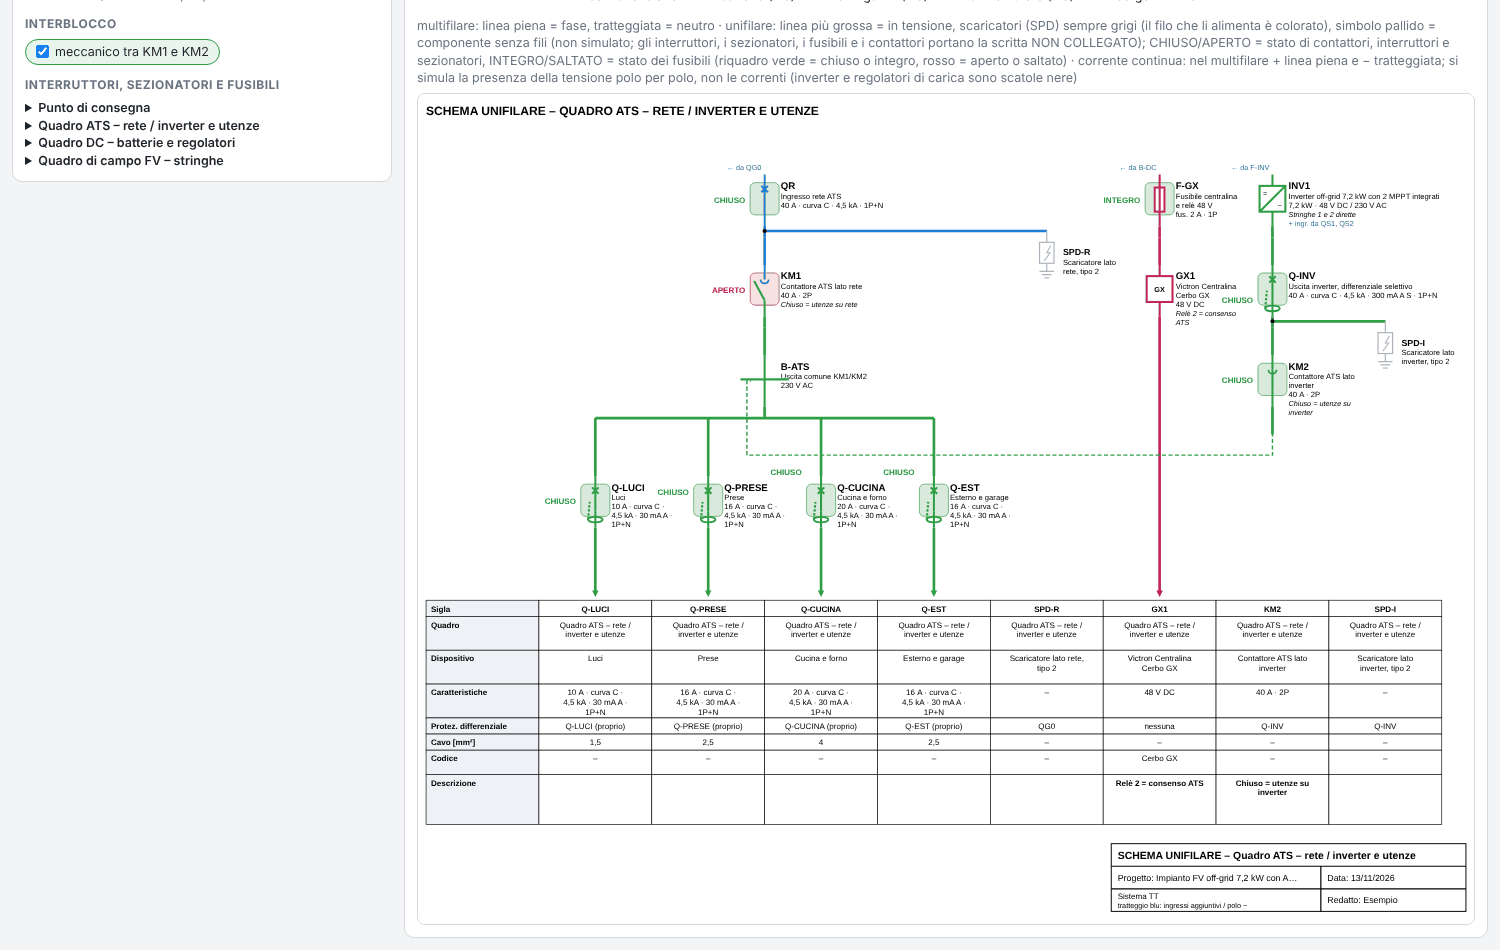 INTERBLOCCO
meccanico tra KM1 e KM2
INTERRUTTORI, SEZIONATORI E FUSIBILI
Punto di consegna
Quadro ATS – rete / inverter e utenze
Quadro DC – batterie e regolatori
Quadro di campo FV – stringhe
multifilare: linea piena = fase, tratteggiata = neutro · unifilare: linea più grossa = in tensione, scaricatori (SPD) sempre grigi (il filo che li alimenta è colorato), simbolo pallido =
componente senza fili (non simulato; gli interruttori, i sezionatori, i fusibili e i contattori portano la scritta NON COLLEGATO); CHIUSO/APERTO = stato di contattori, interruttori e
sezionatori, INTEGRO/SALTATO = stato dei fusibili (riquadro verde = chiuso o integro, rosso = aperto o saltato) · corrente continua: nel multifilare + linea piena e − tratteggiata; si
simula la presenza della tensione polo per polo, non le correnti (inverter e regolatori di carica sono scatole nere)
SCHEMA UNIFILARE – QUADRO ATS – RETE / INVERTER E UTENZE
← da QG0
← da B-DC
← da F-INV
CHIUSO
QR
Ingresso rete ATS
40 A · curva C · 4,5 kA · 1P+N
INTEGRO
F-GX
Fusibile centralina
e relè 48 V
fus. 2 A · 1P
=
~
INV1
Inverter off-grid 7,2 kW con 2 MPPT integrati
7,2 kW · 48 V DC / 230 V AC
Stringhe 1 e 2 dirette
+ ingr. da QS1, QS2
SPD-R
Scaricatore lato
rete, tipo 2
APERTO
KM1
Contattore ATS lato rete
40 A · 2P
Chiuso = utenze su rete
GX
GX1
Victron Centralina
Cerbo GX
48 V DC
Relè 2 = consenso
ATS
CHIUSO
Q-INV
Uscita inverter, differenziale selettivo
40 A · curva C · 4,5 kA · 300 mA A S · 1P+N
SPD-I
Scaricatore lato
inverter, tipo 2
B-ATS
Uscita comune KM1/KM2
230 V AC
CHIUSO
KM2
Contattore ATS lato
inverter
40 A · 2P
Chiuso = utenze su
inverter
CHIUSO
Q-LUCI
Luci
10 A · curva C ·
4,5 kA · 30 mA A ·
1P+N
CHIUSO
Q-PRESE
Prese
16 A · curva C ·
4,5 kA · 30 mA A ·
1P+N
CHIUSO
Q-CUCINA
Cucina e forno
20 A · curva C ·
4,5 kA · 30 mA A ·
1P+N
CHIUSO
Q-EST
Esterno e garage
16 A · curva C ·
4,5 kA · 30 mA A ·
1P+N
Sigla Q-LUCI Q-PRESE Q-CUCINA Q-EST SPD-R GX1 KM2 SPD-I
Quadro Quadro ATS – rete / Quadro ATS – rete / Quadro ATS – rete / Quadro ATS – rete / Quadro ATS – rete / Quadro ATS – rete / Quadro ATS – rete / Quadro ATS – rete /
inverter e utenze inverter e utenze inverter e utenze inverter e utenze inverter e utenze inverter e utenze inverter e utenze inverter e utenze
Dispositivo Luci Prese Cucina e forno Esterno e garage Scaricatore lato rete, Victron Centralina Contattore ATS lato Scaricatore lato
tipo 2 Cerbo GX inverter inverter, tipo 2
Caratteristiche 10 A · curva C · 16 A · curva C · 20 A · curva C · 16 A · curva C · – 48 V DC 40 A · 2P –
4,5 kA · 30 mA A · 4,5 kA · 30 mA A · 4,5 kA · 30 mA A · 4,5 kA · 30 mA A ·
1P+N 1P+N 1P+N 1P+N
Protez. differenziale Q-LUCI (proprio) Q-PRESE (proprio) Q-CUCINA (proprio) Q-EST (proprio) QG0 nessuna Q-INV Q-INV
Cavo [mm²] 1,5 2,5 4 2,5 – – – –
Codice – – – – – Cerbo GX – –
Descrizione Relè 2 = consenso ATS Chiuso = utenze su
inverter
SCHEMA UNIFILARE – Quadro ATS – rete / inverter e utenze
Progetto: Impianto FV off-grid 7,2 kW con A… Data: 13/11/2026
Sistema TT
tratteggio blu: ingressi aggiuntivi / polo −
Redatto: Esempio